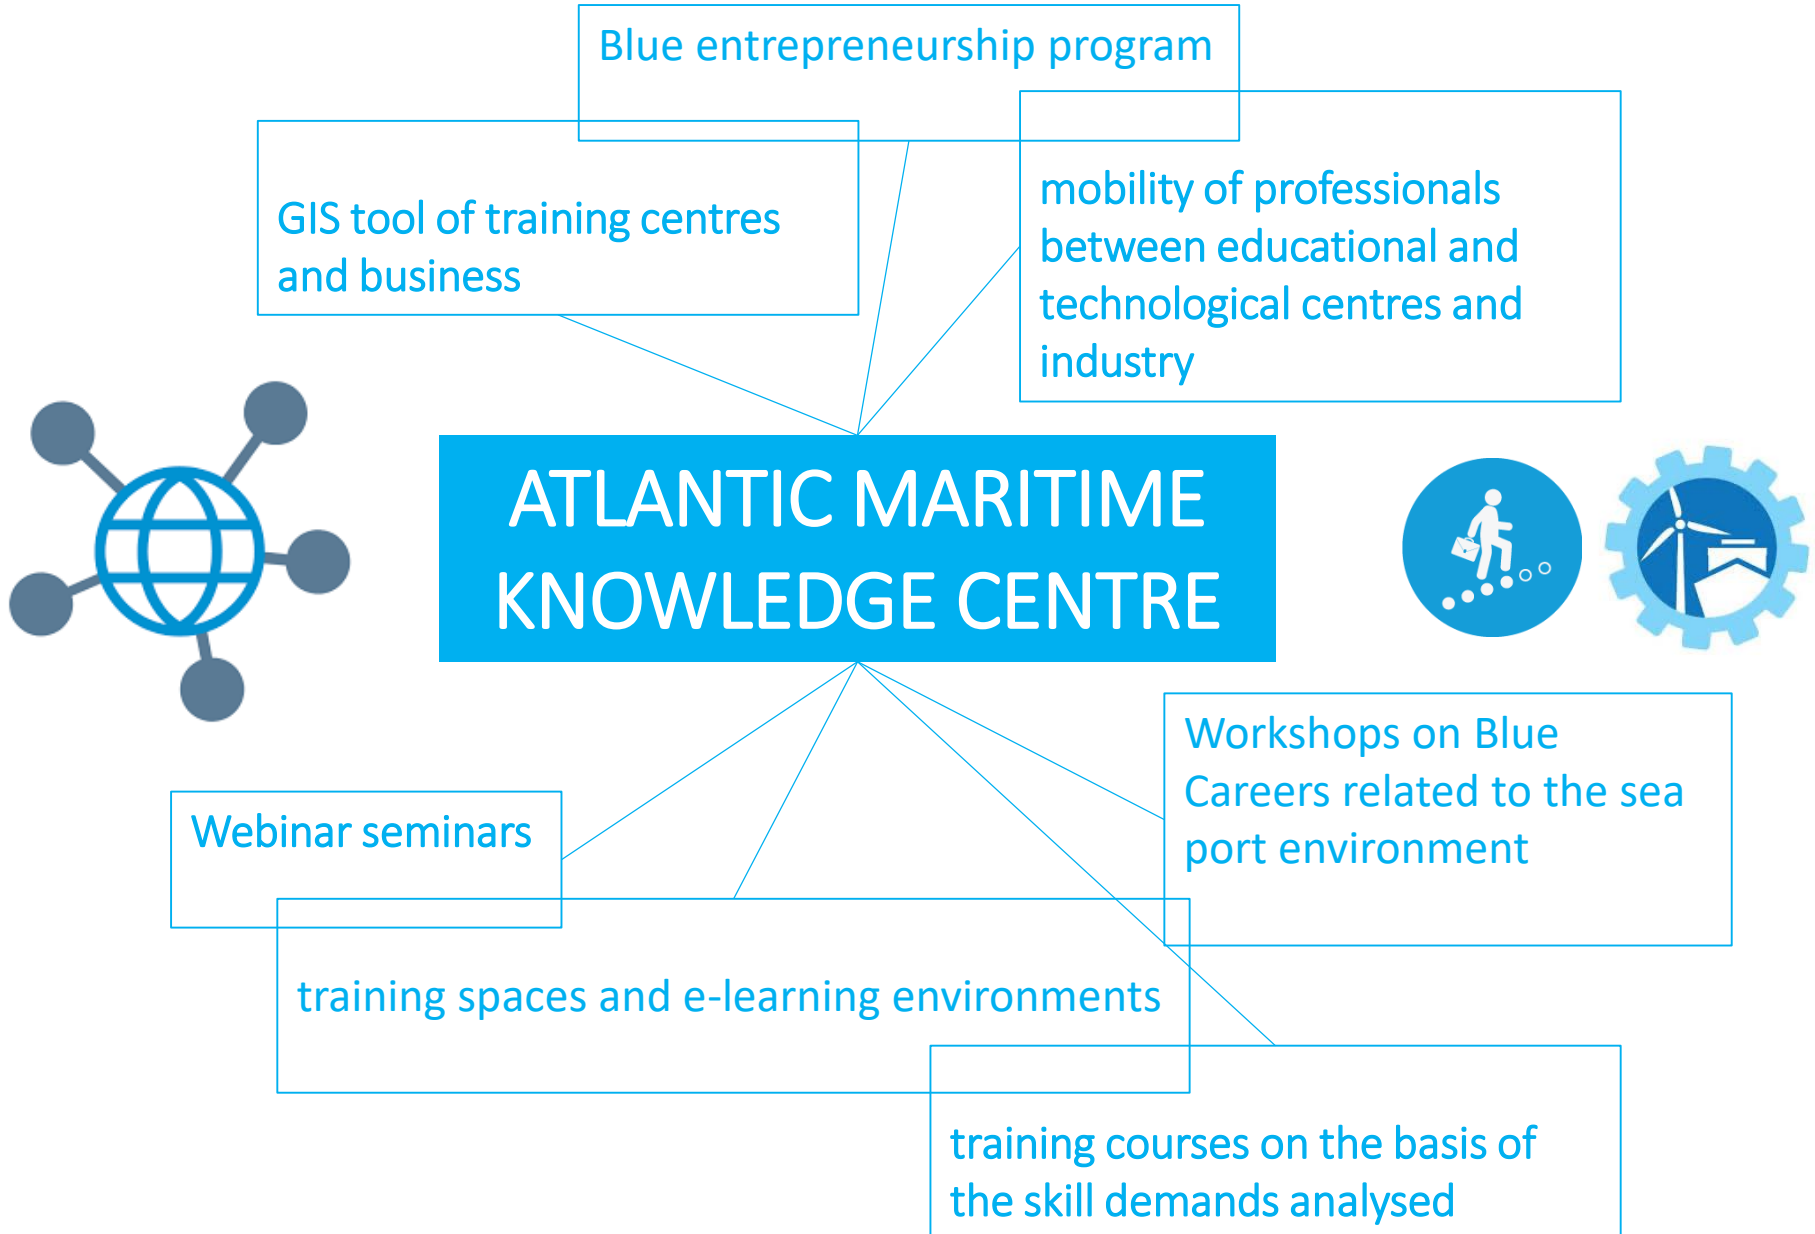 Blue entrepreneurship program
GIS tool of training centres
and business
mobility of professionals
between educational and
technological centres and
industry
ATLANTIC MARITIME
KNOWLEDGE CENTRE
Workshops on Blue
Careers related to the sea
port environment
Webinar seminars
training spaces and e-learning environments
training courses on the basis of
the skill demands analysed